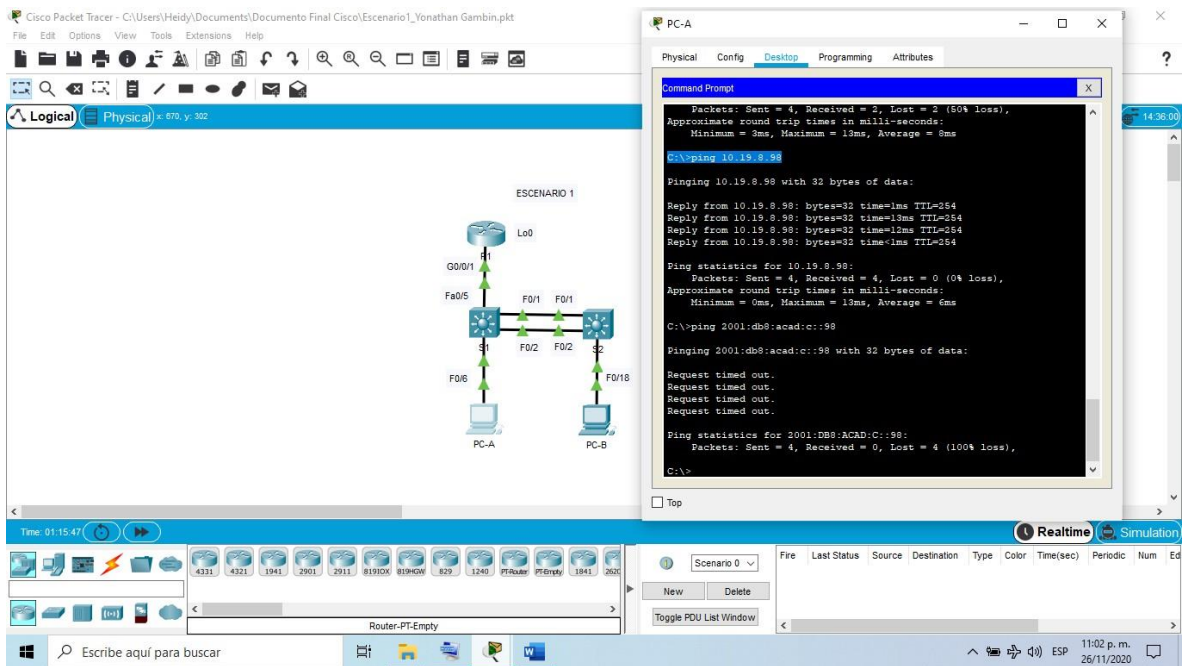 Cisco Packet Tracer - C:\Users\Heidy\Documents\Documento Final Cisco\Escenario1_Yonathan Gambin.pkt
File Edit Options View Tools Extensions Help
Logical
Physical
x: 670, y: 302
14:36:00
ESCENARIO 1
Lo0
R1
G0/0/1
Fa0/5
F0/1 F0/1
S1
F0/2 F0/2
S2
F0/6
F0/18
PC-A
PC-B
PC-A
Physical Config Desktop Programming Attributes
Command Prompt
X
Packets: Sent = 4, Received = 2, Lost = 2 (50% loss),
Approximate round trip times in milli-seconds:
Minimum = 3ms, Maximum = 13ms, Average = 8ms
C:\>ping 10.19.8.98
Pinging 10.19.8.98 with 32 bytes of data:
Reply from 10.19.8.98: bytes=32 time=1ms TTL=254
Reply from 10.19.8.98: bytes=32 time=13ms TTL=254
Reply from 10.19.8.98: bytes=32 time=12ms TTL=254
Reply from 10.19.8.98: bytes=32 time<1ms TTL=254
Ping statistics for 10.19.8.98:
Packets: Sent = 4, Received = 4, Lost = 0 (0% loss),
Approximate round trip times in milli-seconds:
Minimum = 0ms, Maximum = 13ms, Average = 6ms
C:\>ping 2001:db8:acad:c::98
Pinging 2001:db8:acad:c::98 with 32 bytes of data:
Request timed out.
Request timed out.
Request timed out.
Request timed out.
Ping statistics for 2001:DB8:ACAD:C::98:
Packets: Sent = 4, Received = 0, Lost = 4 (100% loss),
C:\>
Top
Time: 01:15:47
Realtime
Simulation
4331 4321 1941 2901 2911 819IOX 819HGW 829 1240 PT-Router PT-Empty 1841 262
Router-PT-Empty
Scenario 0
New Delete
Toggle PDU List Window
Fire Last Status Source Destination Type Color Time(sec) Periodic Num Ed
Escribe aquí para buscar
ESP
11:02 p. m.
26/11/2020